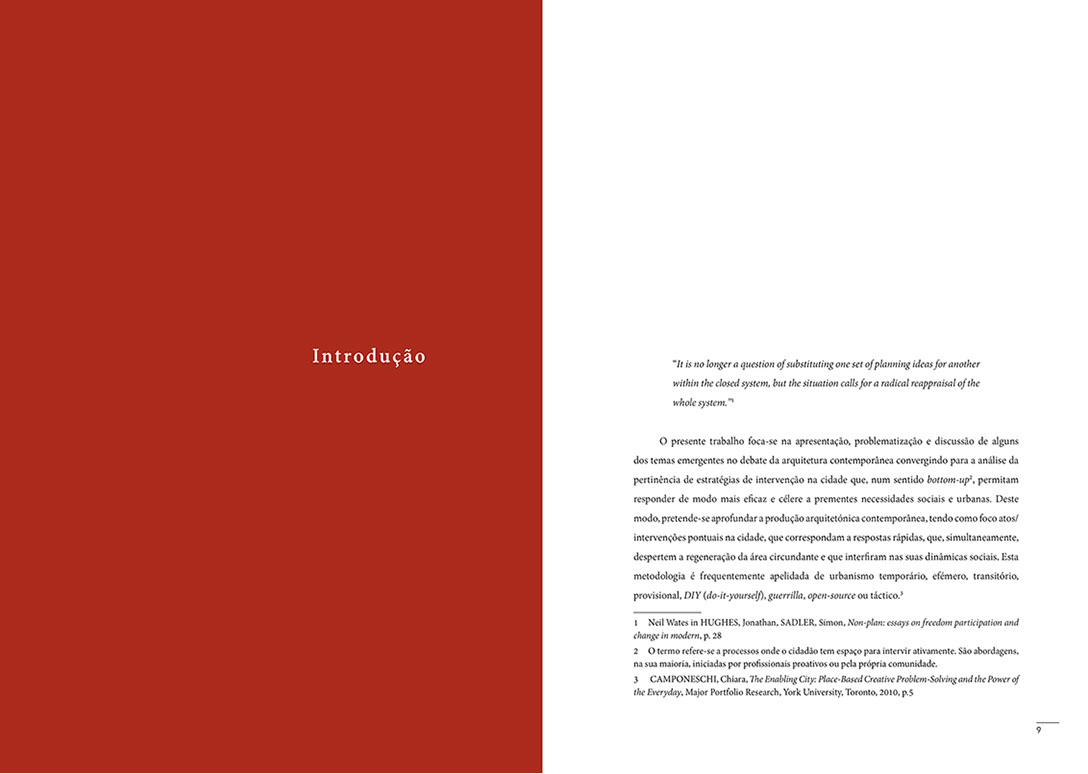 Introdução
“It is no longer a question of substituting one set of planning ideas for another
within the closed system, but the situation calls for a radical reappraisal of the
whole system.”¹
O presente trabalho foca-se na apresentação, problematização e discussão de alguns
dos temas emergentes no debate da arquitetura contemporânea convergindo para a análise da
pertinência de estratégias de intervenção na cidade que, num sentido bottom-up², permitam
responder de modo mais eficaz e célere a prementes necessidades sociais e urbanas. Deste
modo, pretende-se aprofundar a produção arquitetónica contemporânea, tendo como foco atos/
intervenções pontuais na cidade, que correspondam a respostas rápidas, que, simultaneamente,
despertem a regeneração da área circundante e que interfiram nas suas dinâmicas sociais. Esta
metodologia é frequentemente apelidada de urbanismo temporário, efémero, transitório,
provisional, DIY (do-it-yourself), guerrilla, open-source ou táctico.³
1 Neil Wates in HUGHES, Jonathan, SADLER, Simon, Non-plan: essays on freedom participation and
change in modern, p. 28
2 O termo refere-se a processos onde o cidadão tem espaço para intervir ativamente. São abordagens,
na sua maioria, iniciadas por profissionais proativos ou pela própria comunidade.
3 CAMPONESCHI, Chiara, The Enabling City: Place-Based Creative Problem-Solving and the Power of
the Everyday, Major Portfolio Research, York University, Toronto, 2010, p.5
9